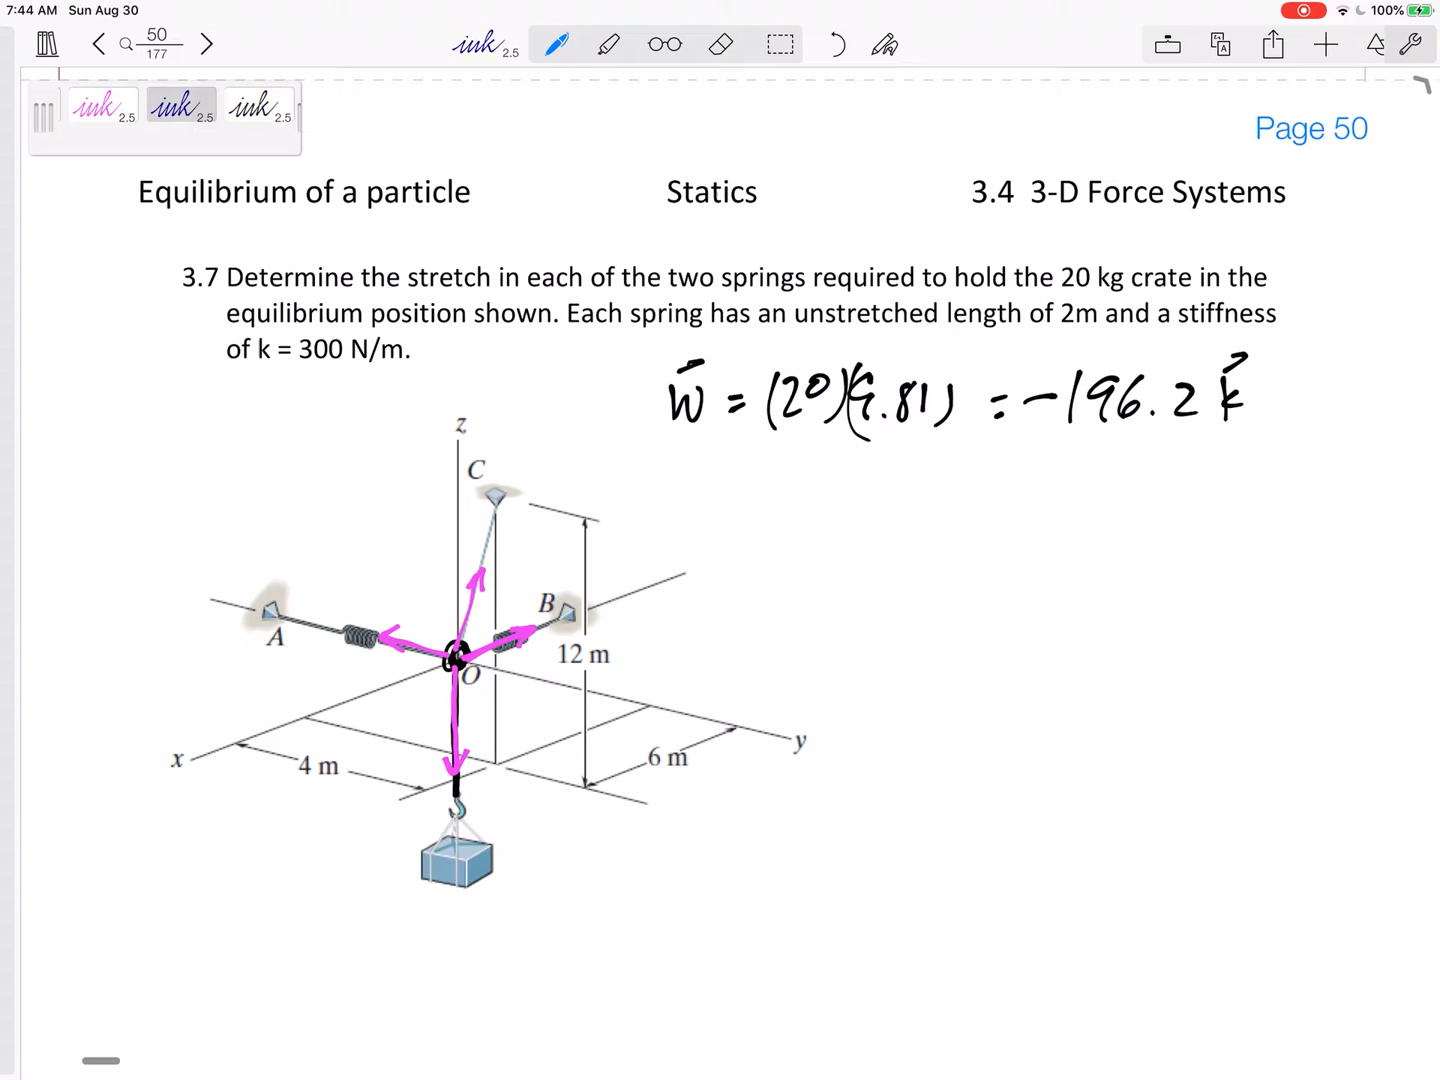 7:44 AM Sun Aug 30
100%
50
177
ink 2.5
ink 2.5
ink 2.5
ink 2.5
Page 50
Equilibrium of a particle Statics 3.4 3-D Force Systems
3.7 Determine the stretch in each of the two springs required to hold the 20 kg crate in the
equilibrium position shown. Each spring has an unstretched length of 2m and a stiffness
of k = 300 N/m.
w⃗ = (20)(9.81) = -196.2 k⃗
z
C
B
A
12 m
O
y
x
4 m
6 m